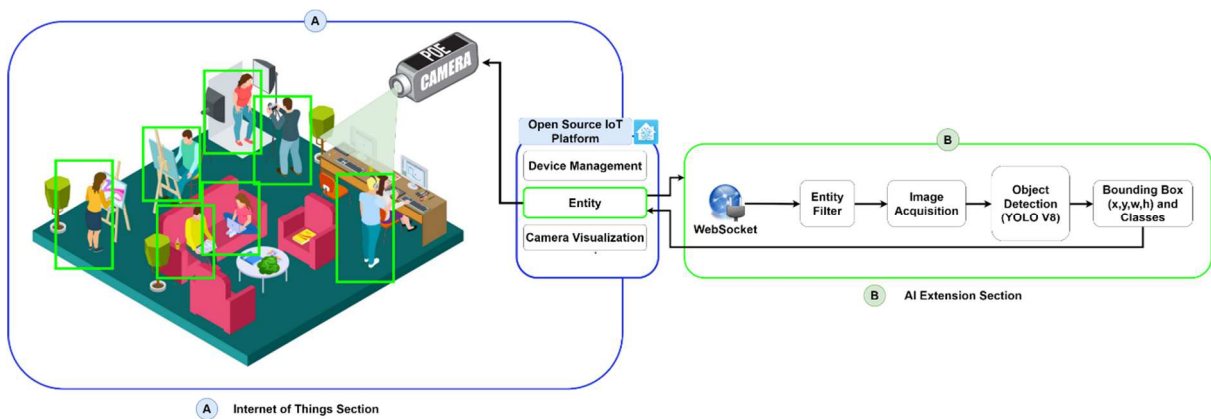 A
POE
CAMERA
Open Source IoT
Platform
Device Management
Entity
Camera Visualization
B
WebSocket
Entity
Filter
Image
Acquisition
Object
Detection
(YOLO V8)
Bounding Box
(x,y,w,h) and
Classes
B AI Extension Section
A Internet of Things Section